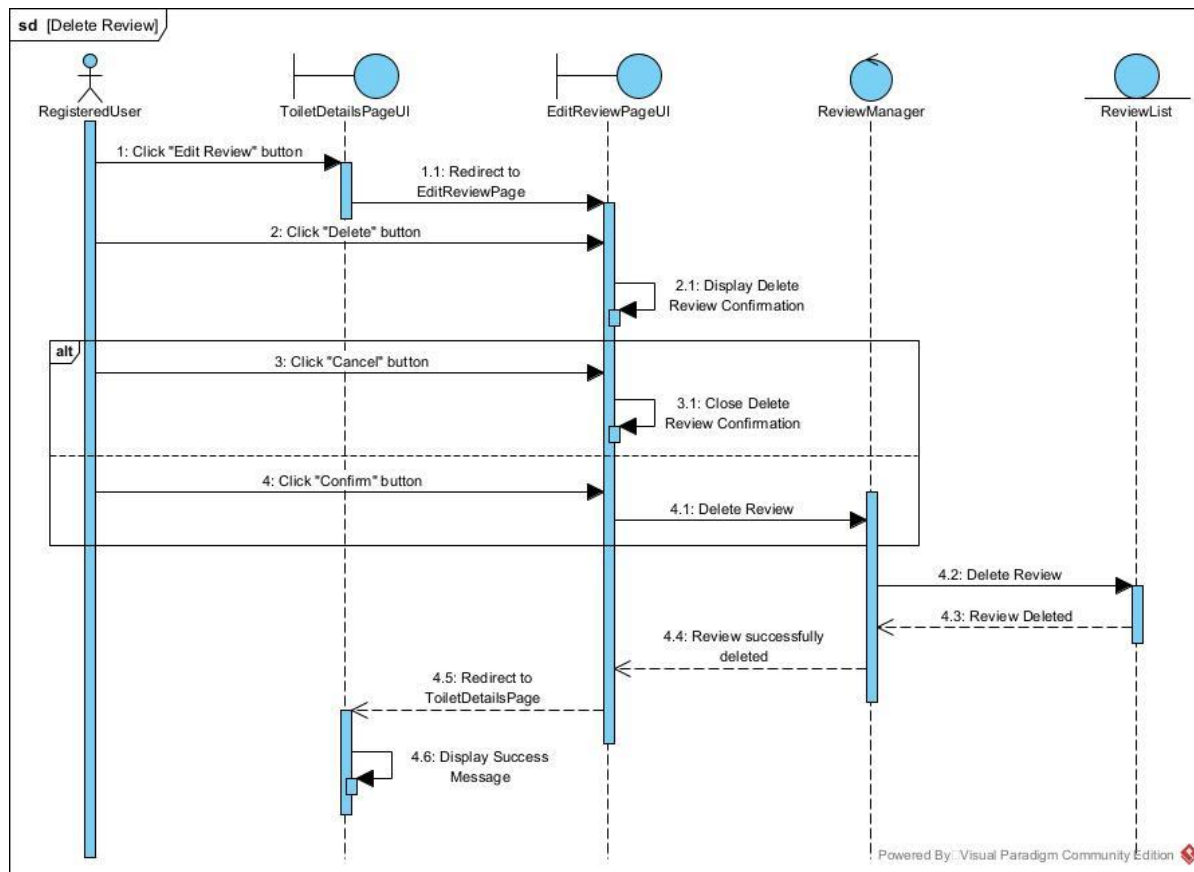 sd [Delete Review]
RegisteredUser
ToiletDetailsPageUI
EditReviewPageUI
ReviewManager
ReviewList
1: Click "Edit Review" button
1.1: Redirect to
EditReviewPage
2: Click "Delete" button
2.1: Display Delete
Review Confirmation
alt
3: Click "Cancel" button
3.1: Close Delete
Review Confirmation
4: Click "Confirm" button
4.1: Delete Review
4.2: Delete Review
4.3: Review Deleted
4.4: Review successfully
deleted
4.5: Redirect to
ToiletDetailsPage
4.6: Display Success
Message
Powered By Visual Paradigm Community Edition